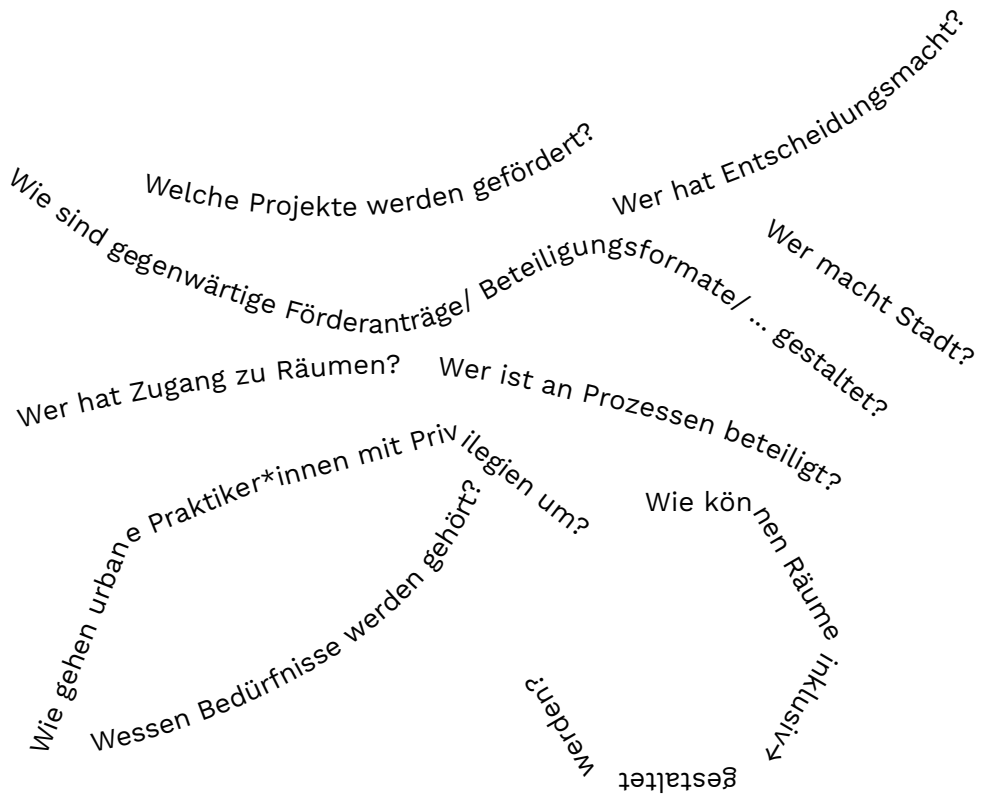 Wer hat Entscheidungsmacht?
Welche Projekte werden gefördert?
Wie sind gegenwärtige Förderanträge/ Beteiligungsformate/ ... gestaltet?
Wer macht Stadt?
Wer hat Zugang zu Räumen?
Wer ist an Prozessen beteiligt?
Wie gehen urbane Praktiker*innen mit Privilegien um?
Wessen Bedürfnisse werden gehört?
Wie können Räume inklusiv→ gestaltet werden?